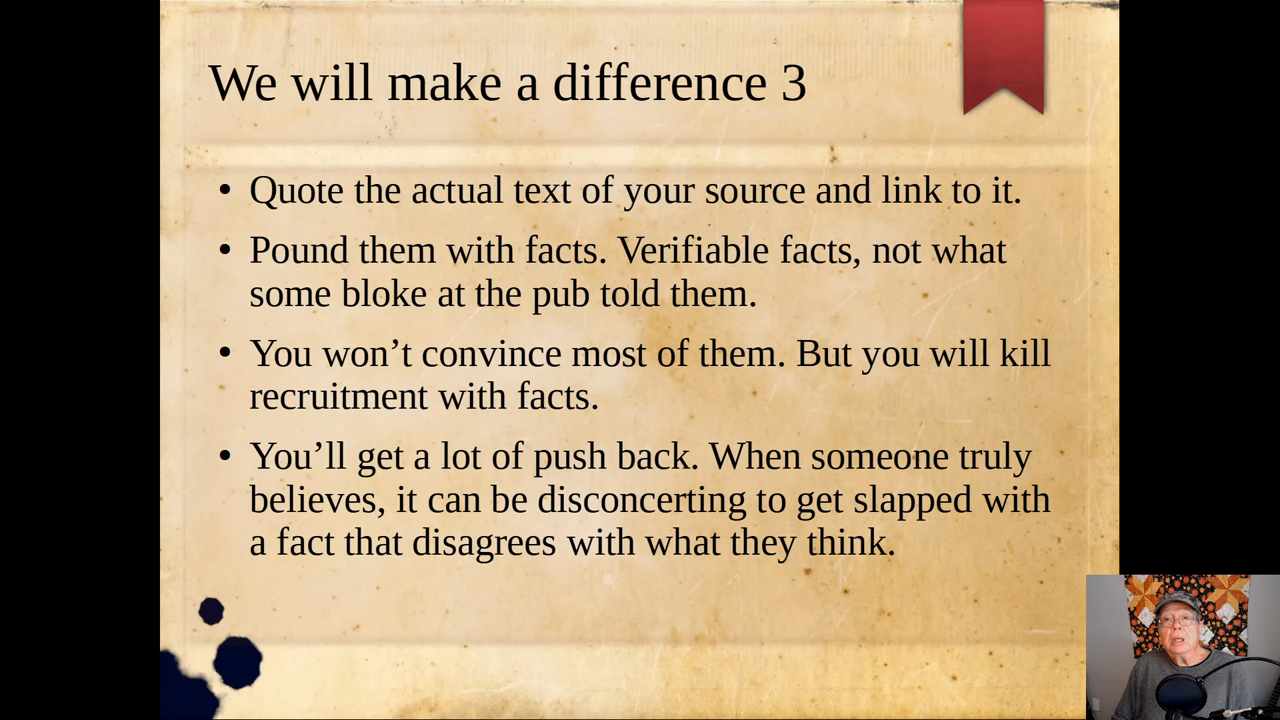 We will make a difference 3
• Quote the actual text of your source and link to it.
• Pound them with facts. Verifiable facts, not what
some bloke at the pub told them.
• You won’t convince most of them. But you will kill
recruitment with facts.
• You’ll get a lot of push back. When someone truly
believes, it can be disconcerting to get slapped with
a fact that disagrees with what they think.